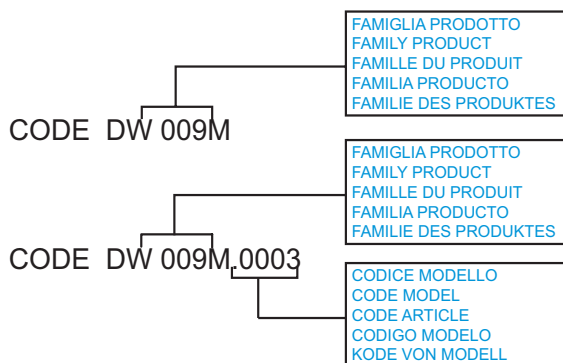 FAMIGLIA PRODOTTO
FAMILY PRODUCT
FAMILLE DU PRODUIT
FAMILIA PRODUCTO
FAMILIE DES PRODUKTES
CODE DW 009M
FAMIGLIA PRODOTTO
FAMILY PRODUCT
FAMILLE DU PRODUIT
FAMILIA PRODUCTO
FAMILIE DES PRODUKTES
CODE DW 009M.0003
CODICE MODELLO
CODE MODEL
CODE ARTICLE
CODIGO MODELO
KODE VON MODELL